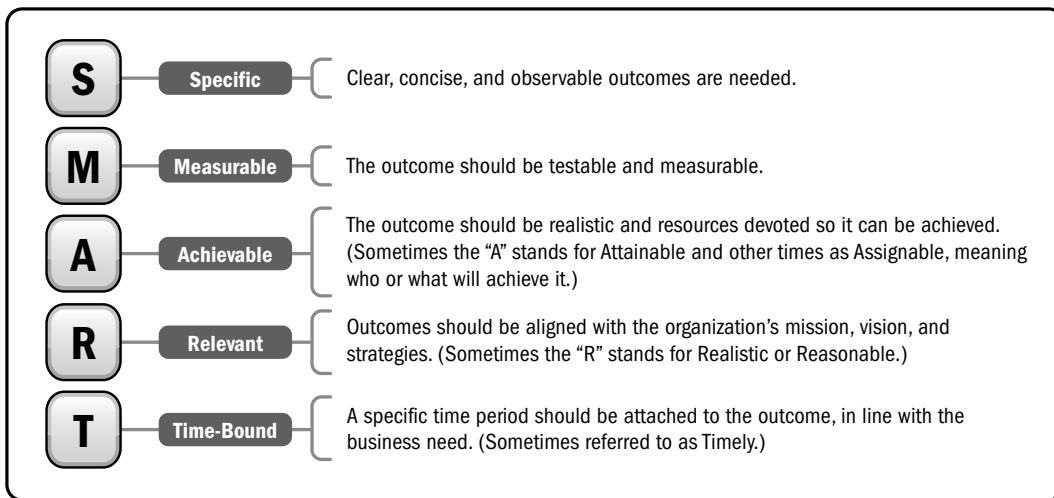 S
Specific
Clear, concise, and observable outcomes are needed.
M
Measurable
The outcome should be testable and measurable.
A
Achievable
The outcome should be realistic and resources devoted so it can be achieved.
(Sometimes the “A” stands for Attainable and other times as Assignable, meaning
who or what will achieve it.)
R
Relevant
Outcomes should be aligned with the organization’s mission, vision, and
strategies. (Sometimes the “R” stands for Realistic or Reasonable.)
T
Time-Bound
A specific time period should be attached to the outcome, in line with the
business need. (Sometimes referred to as Timely.)